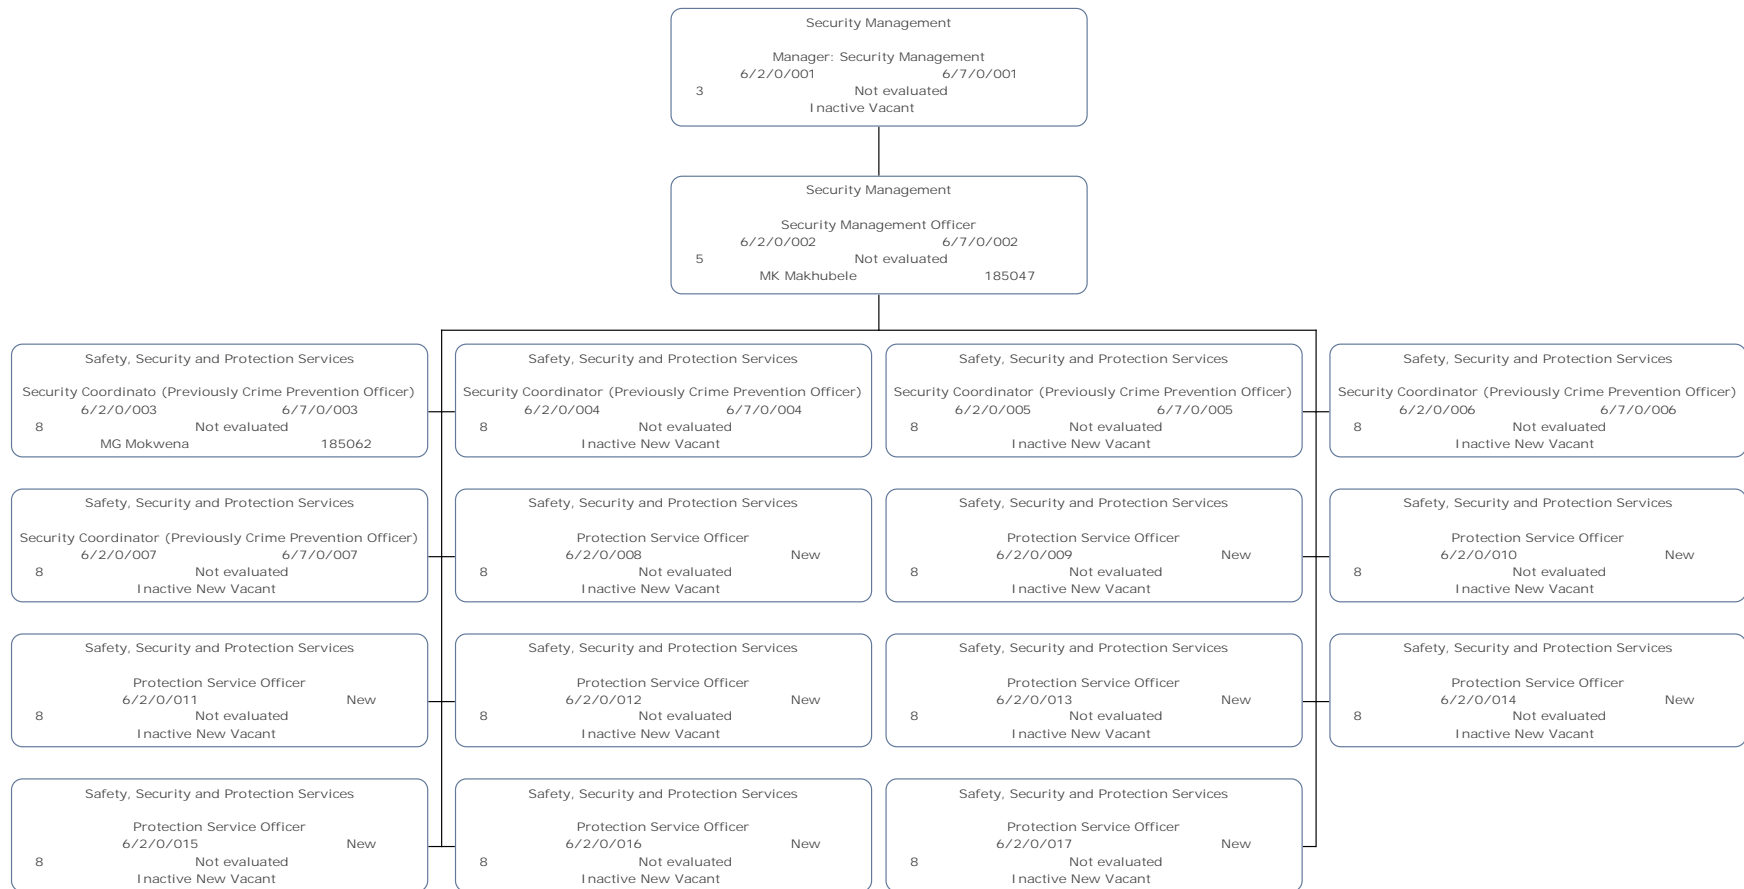 Security Management
Manager: Security Management
6/2/0/001 6/7/0/001
3 Not evaluated
Inactive Vacant
Security Management
Security Management Officer
6/2/0/002 6/7/0/002
5 Not evaluated
MK Makhubele 185047
Safety, Security and Protection Services
Security Coordinato (Previously Crime Prevention Officer)
6/2/0/003 6/7/0/003
8 Not evaluated
MG Mokwena 185062
Safety, Security and Protection Services
Security Coordinator (Previously Crime Prevention Officer)
6/2/0/004 6/7/0/004
8 Not evaluated
Inactive New Vacant
Safety, Security and Protection Services
Security Coordinator (Previously Crime Prevention Officer)
6/2/0/005 6/7/0/005
8 Not evaluated
Inactive New Vacant
Safety, Security and Protection Services
Security Coordinator (Previously Crime Prevention Officer)
6/2/0/006 6/7/0/006
8 Not evaluated
Inactive New Vacant
Safety, Security and Protection Services
Security Coordinator (Previously Crime Prevention Officer)
6/2/0/007 6/7/0/007
8 Not evaluated
Inactive New Vacant
Safety, Security and Protection Services
Protection Service Officer
6/2/0/008 New
8 Not evaluated
Inactive New Vacant
Safety, Security and Protection Services
Protection Service Officer
6/2/0/009 New
8 Not evaluated
Inactive New Vacant
Safety, Security and Protection Services
Protection Service Officer
6/2/0/010 New
8 Not evaluated
Inactive New Vacant
Safety, Security and Protection Services
Protection Service Officer
6/2/0/011 New
8 Not evaluated
Inactive New Vacant
Safety, Security and Protection Services
Protection Service Officer
6/2/0/012 New
8 Not evaluated
Inactive New Vacant
Safety, Security and Protection Services
Protection Service Officer
6/2/0/013 New
8 Not evaluated
Inactive New Vacant
Safety, Security and Protection Services
Protection Service Officer
6/2/0/014 New
8 Not evaluated
Inactive New Vacant
Safety, Security and Protection Services
Protection Service Officer
6/2/0/015 New
8 Not evaluated
Inactive New Vacant
Safety, Security and Protection Services
Protection Service Officer
6/2/0/016 New
8 Not evaluated
Inactive New Vacant
Safety, Security and Protection Services
Protection Service Officer
6/2/0/017 New
8 Not evaluated
Inactive New Vacant